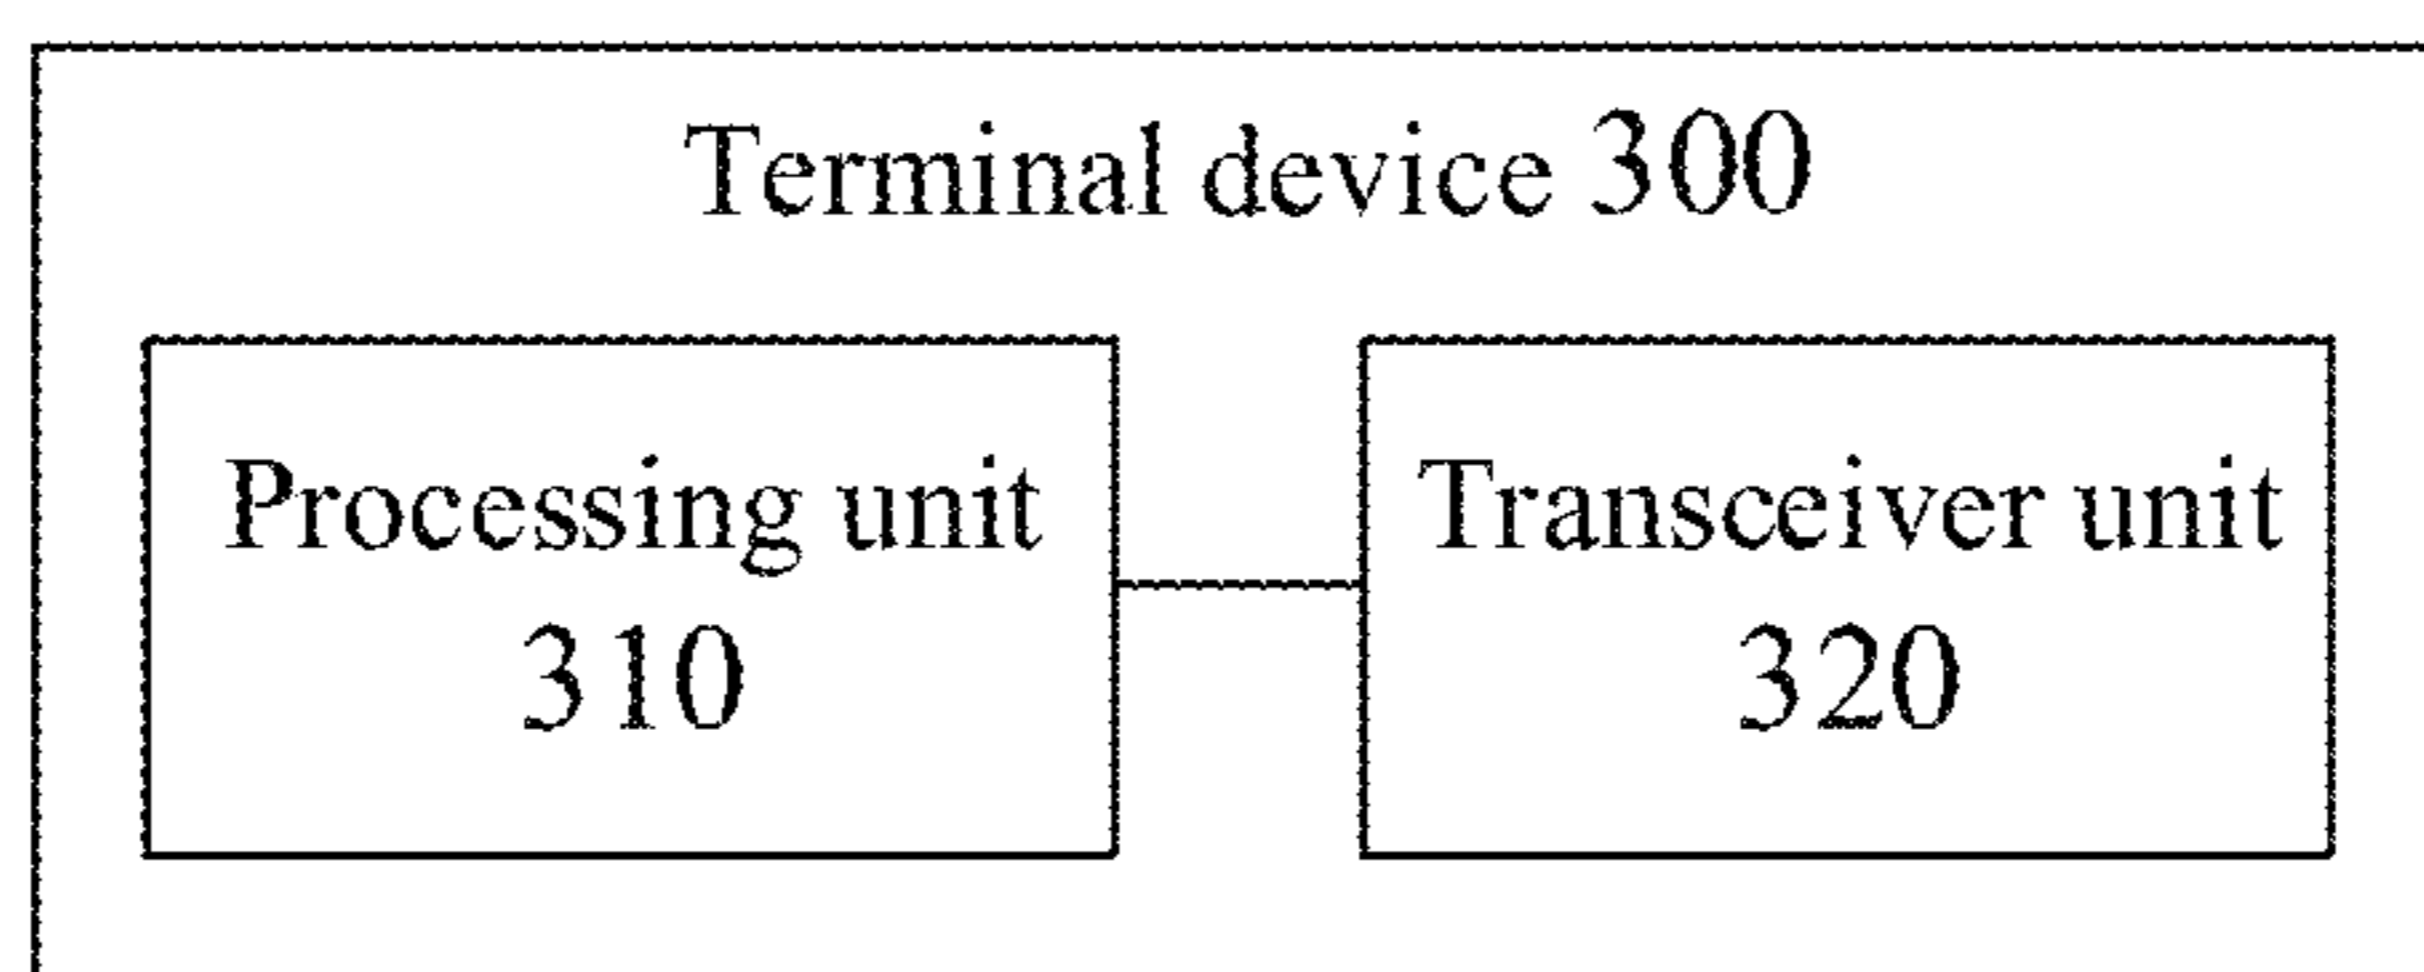 Terminal device 300
Processing unit
310
Transceiver unit
320